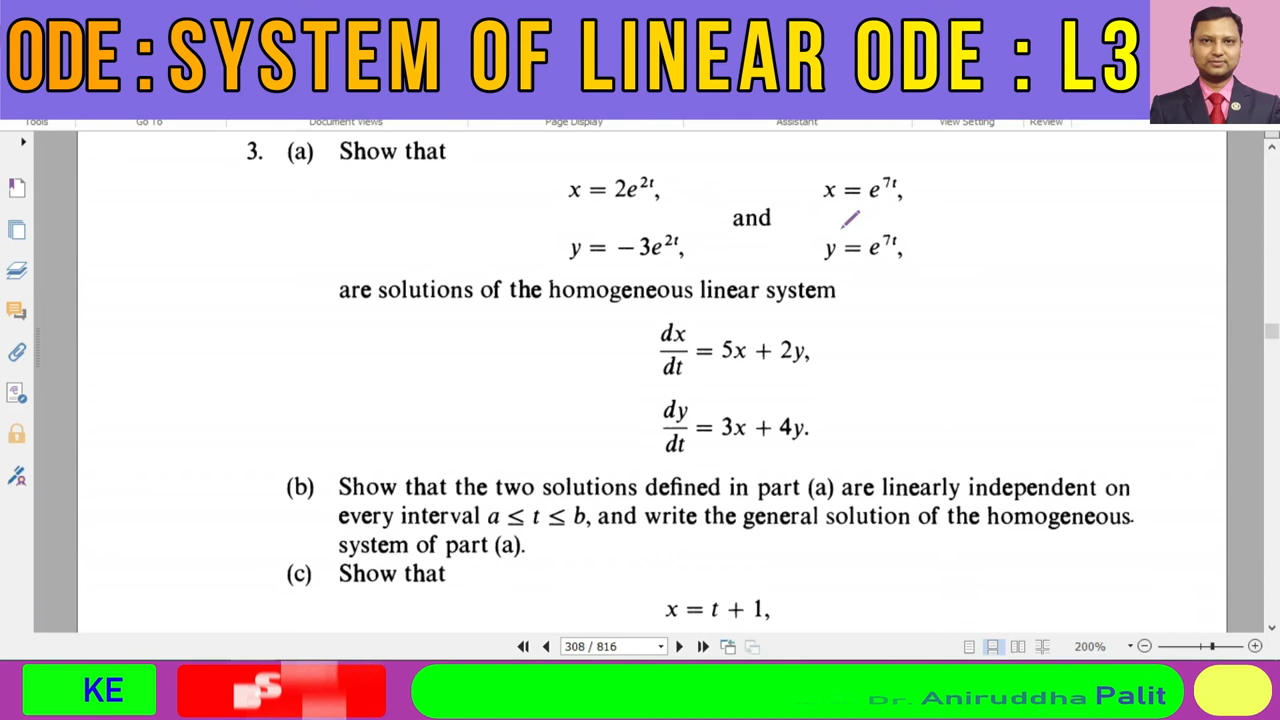 ODE : SYSTEM OF LINEAR ODE : L3
Tools Go To Document Views Page Display Assistant View Setting Review
3. (a) Show that
x = 2e^{2t}, x = e^{7t},
and
y = − 3e^{2t}, y = e^{7t},
are solutions of the homogeneous linear system
dx/dt = 5x + 2y,
dy/dt = 3x + 4y.
(b) Show that the two solutions defined in part (a) are linearly independent on
every interval a ≤ t ≤ b, and write the general solution of the homogeneous
system of part (a).
(c) Show that
x = t + 1,
308 / 816 200%
KE
Dr. Aniruddha Palit